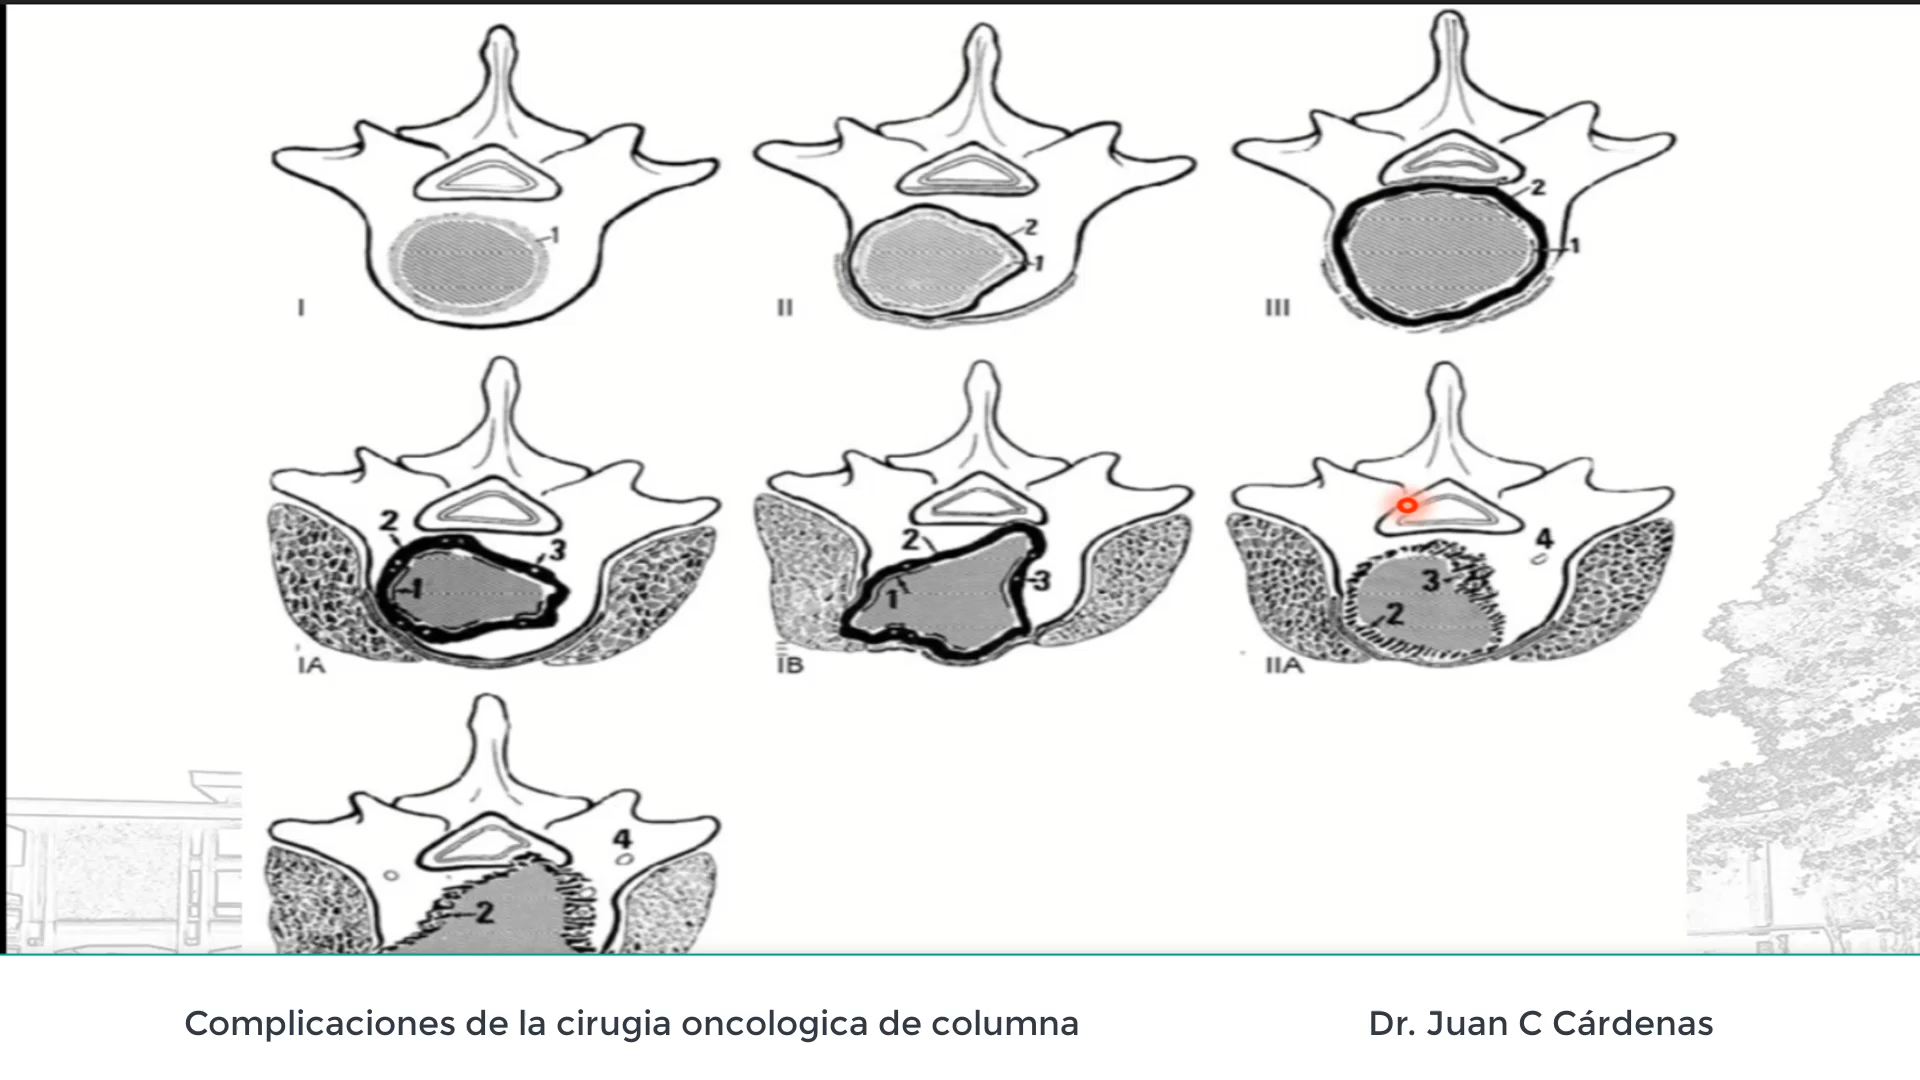 1
I
2
1
II
2
1
III
2
3
1
IA
2
1
3
IB
4
3
2
IIA
4
2
Complicaciones de la cirugia oncologica de columna
Dr. Juan C Cárdenas